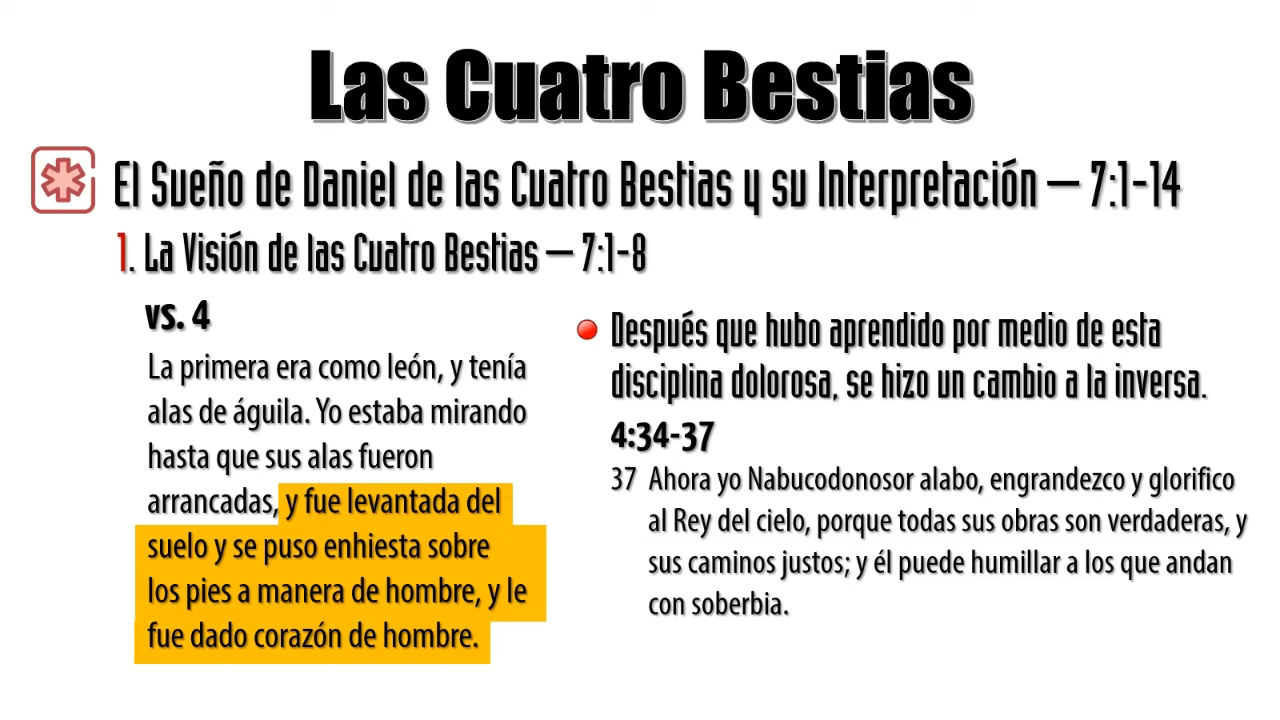 Las Cuatro Bestias
El Sueño de Daniel de las Cuatro Bestias y su Interpretación — 7:1-14
1. La Visión de las Cuatro Bestias — 7:1-8
vs. 4
La primera era como león, y tenía
alas de águila. Yo estaba mirando
hasta que sus alas fueron
arrancadas, y fue levantada del
suelo y se puso enhiesta sobre
los pies a manera de hombre, y le
fue dado corazón de hombre.
Después que hubo aprendido por medio de esta
disciplina dolorosa, se hizo un cambio a la inversa.
4:34-37
37 Ahora yo Nabucodonosor alabo, engrandezco y glorifico
al Rey del cielo, porque todas sus obras son verdaderas, y
sus caminos justos; y él puede humillar a los que andan
con soberbia.